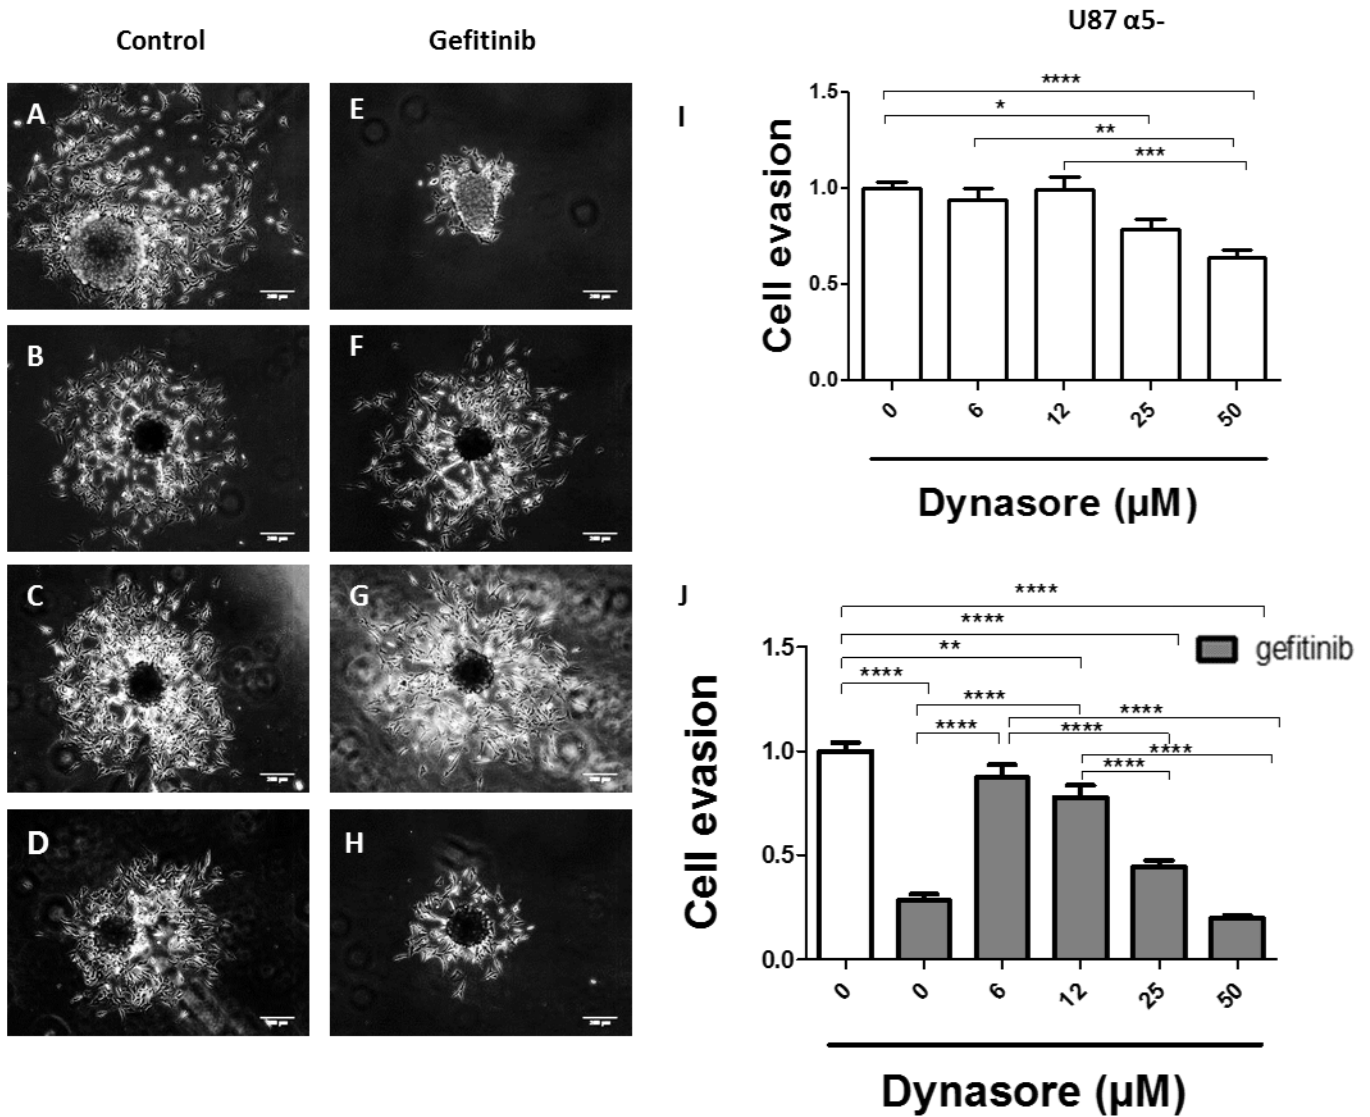 Control
Gefitinib
U87 α5-
A
E
B
F
C
G
D
H
I
****
*
**
***
1.5
1.0
0.5
0.0
Cell evasion
0
6
12
25
50
Dynasore (μM)
J
****
****
**
****
****
****
****
****
****
****
gefitinib
1.5
1.0
0.5
0.0
Cell evasion
0
0
6
12
25
50
Dynasore (μM)